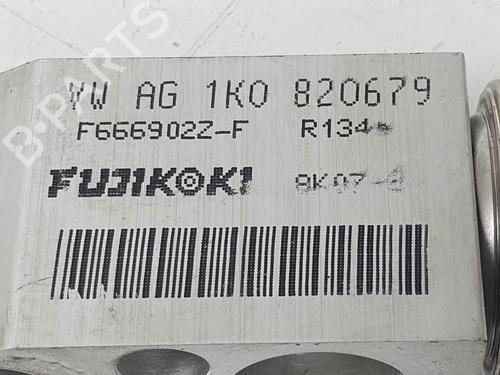 VW AG 1K0 820679
F666902Z-F R134
FUJIKOKI 8K07
B-PARTS